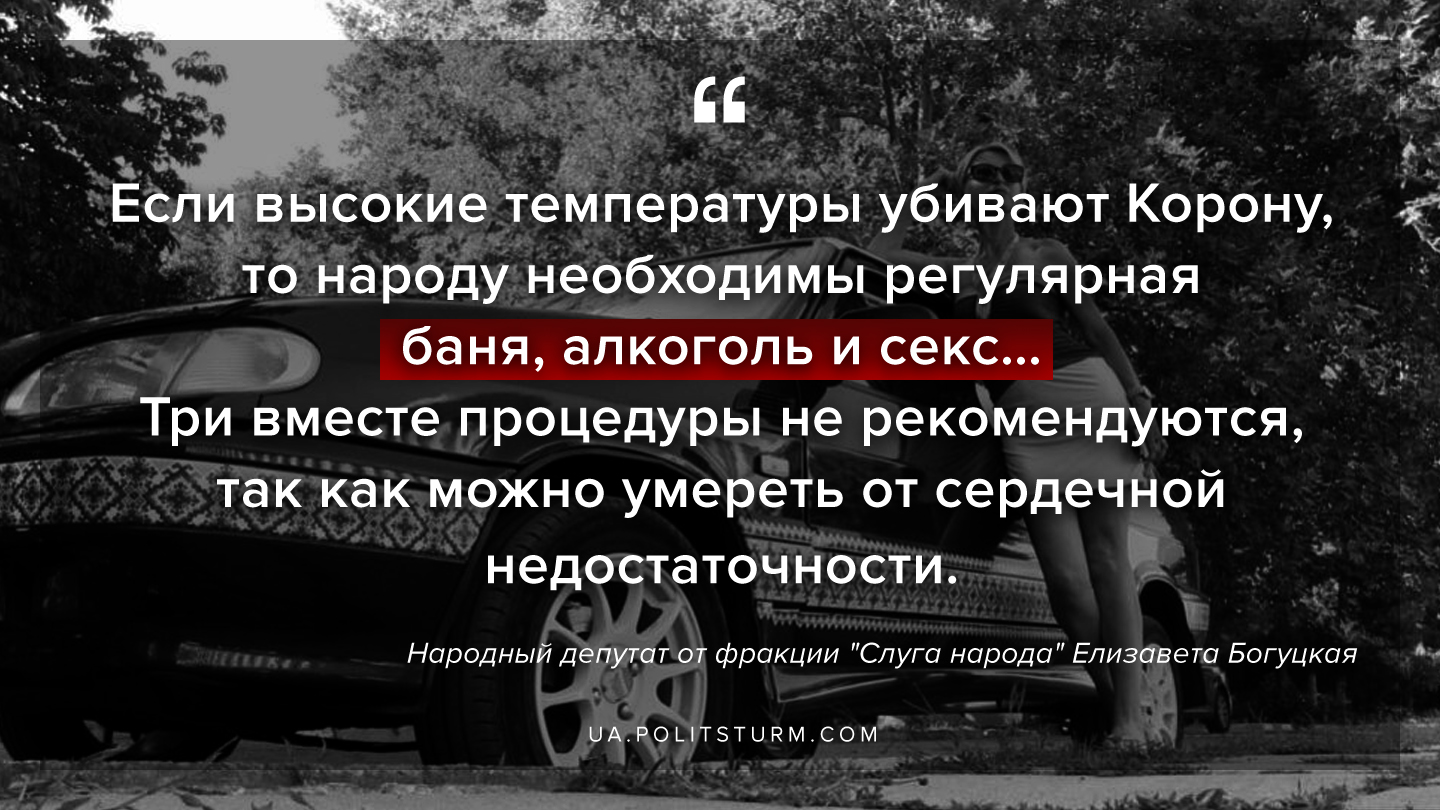 “
Если высокие температуры убивают Корону,
то народу необходимы регулярная
баня, алкоголь и секс...
Три вместе процедуры не рекомендуются,
так как можно умереть от сердечной
недостаточности.
Народный депутат от фракции "Слуга народа" Елизавета Богуцкая
UA.POLITSTURM.COM